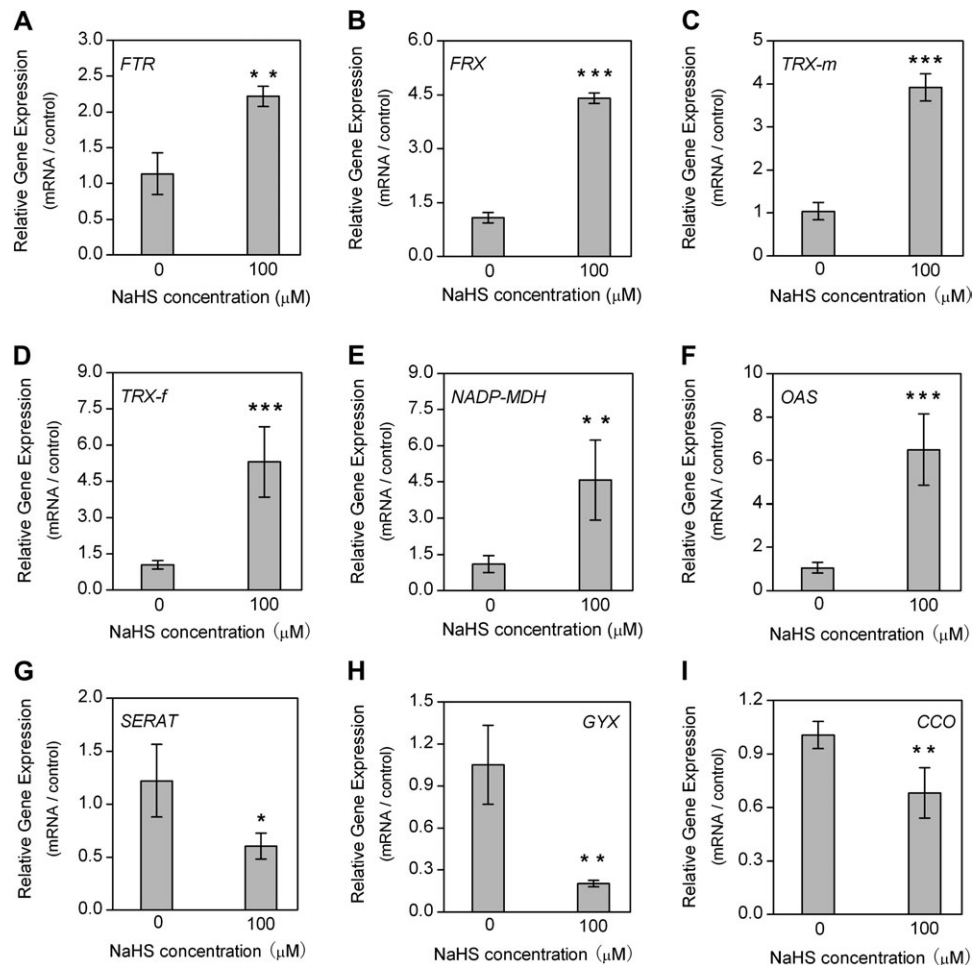 A
Relative Gene Expression
(mRNA / control)
3.0
2.5
2.0
1.5
1.0
0.5
0.0
FTR
* *
0
100
NaHS concentration (μM)
B
Relative Gene Expression
(mRNA / control)
6.0
4.5
3.0
1.5
0.0
FRX
***
0
100
NaHS concentration (μM)
C
Relative Gene Expression
(mRNA / control)
5
4
3
2
1
0
TRX-m
***
0
100
NaHS concentration (μM)
D
Relative Gene Expression
(mRNA / control)
9.0
7.5
6.0
4.5
3.0
1.5
0.0
TRX-f
***
0
100
NaHS concentration (μM)
E
Relative Gene Expression
(mRNA / control)
9.0
7.5
6.0
4.5
3.0
1.5
0.0
NADP-MDH
* *
0
100
NaHS concentration (μM)
F
Relative Gene Expression
(mRNA / control)
10
8
6
4
2
0
OAS
***
0
100
NaHS concentration (μM)
G
Relative Gene Expression
(mRNA / control)
2.0
1.5
1.0
0.5
0.0
SERAT
*
0
100
NaHS concentration (μM)
H
Relative Gene Expression
(mRNA / control)
1.5
1.2
0.9
0.6
0.3
0.0
GYX
* *
0
100
NaHS concentration (μM)
I
Relative Gene Expression
(mRNA / control)
1.2
0.9
0.6
0.3
0.0
CCO
**
0
100
NaHS concentration (μM)